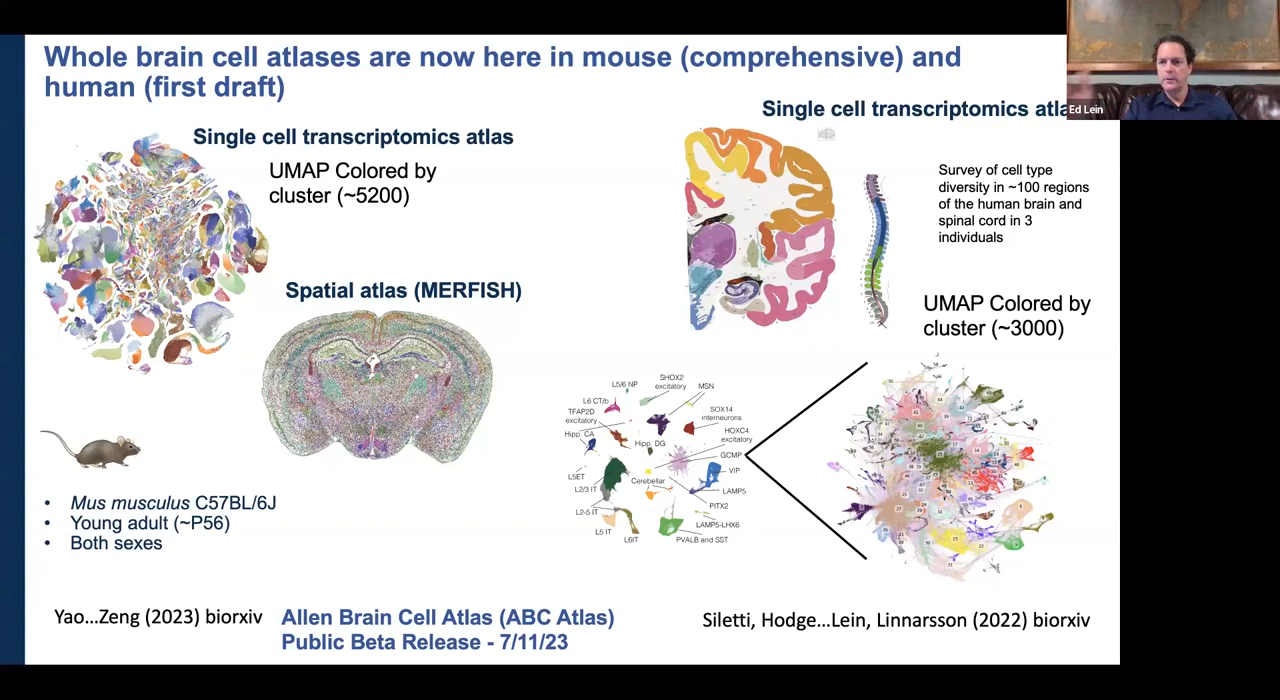 Whole brain cell atlases are now here in mouse (comprehensive) and
human (first draft)
Ed Lein
Single cell transcriptomics atlas
UMAP Colored by
cluster (~5200)
Spatial atlas (MERFISH)
• Mus musculus C57BL/6J
• Young adult (~P56)
• Both sexes
Yao...Zeng (2023) biorxiv
Allen Brain Cell Atlas (ABC Atlas)
Public Beta Release - 7/11/23
Single cell transcriptomics
Survey of cell type
diversity in ~100 regions
of the human brain and
spinal cord in 3
individuals
UMAP Colored by
cluster (~3000)
L5/6 NP
SHOX2
excitatory
MSN
L6 CT/b
TFAP2D
excitatory
SOX14
interneurons
Hipp. CA
Hipp. DG
HOXC4
excitatory
GCMP
L5ET
Cerebellar
VIP
L2/3 IT
LAMP5
L2-5 IT
PITX2
L5 IT
L6IT
LAMP5-LHX6
PVALB and SST
Siletti, Hodge...Lein, Linnarsson (2022) biorxiv